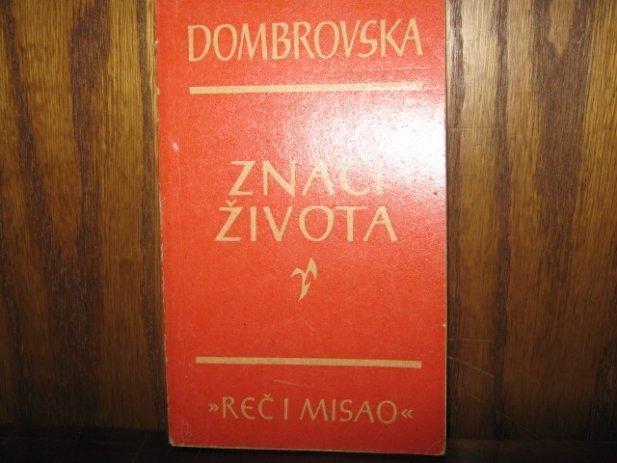 DOMBROVSKA
ZNACI
ŽIVOTA
»REČ I MISAO«